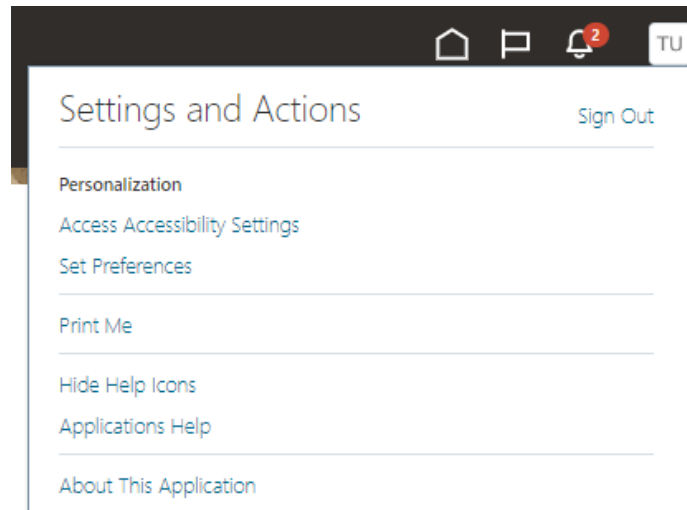 2
TU
Settings and Actions
Sign Out
Personalization
Access Accessibility Settings
Set Preferences
Print Me
Hide Help Icons
Applications Help
About This Application